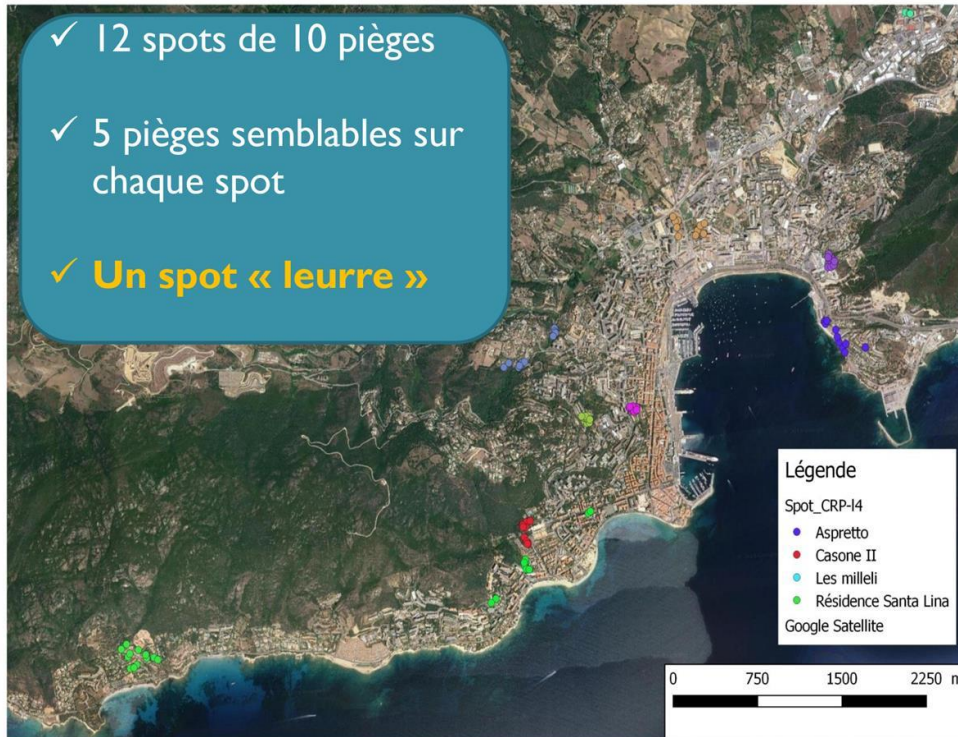 ✓ 12 spots de 10 pièges
✓ 5 pièges semblables sur
chaque spot
✓ Un spot « leurre »
Légende
Spot_CRP-I4
Aspretto
Casone II
Les milleli
Résidence Santa Lina
Google Satellite
0 750 1500 2250 m